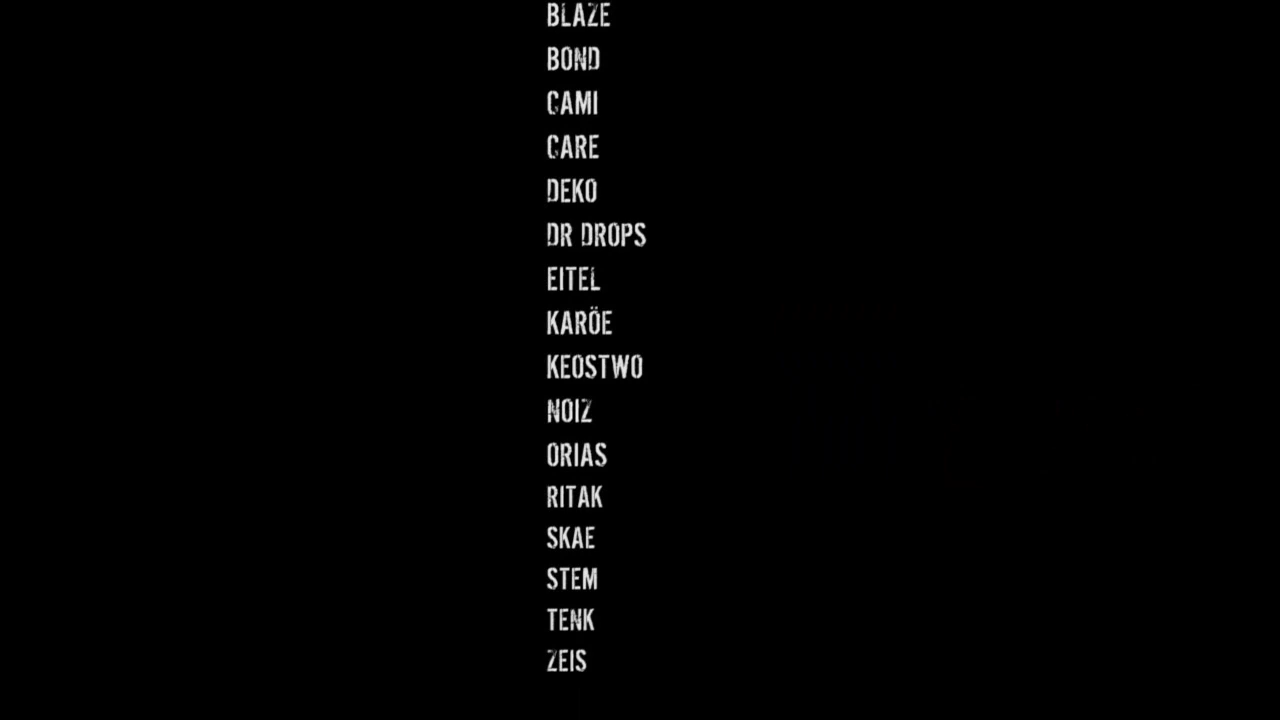 BLAZE
BOND
CAMI
CARE
DEKO
DR DROPS
EITEL
KARÖE
KEOSTWO
NOIZ
ORIAS
RITAK
SKAE
STEM
TENK
ZEIS